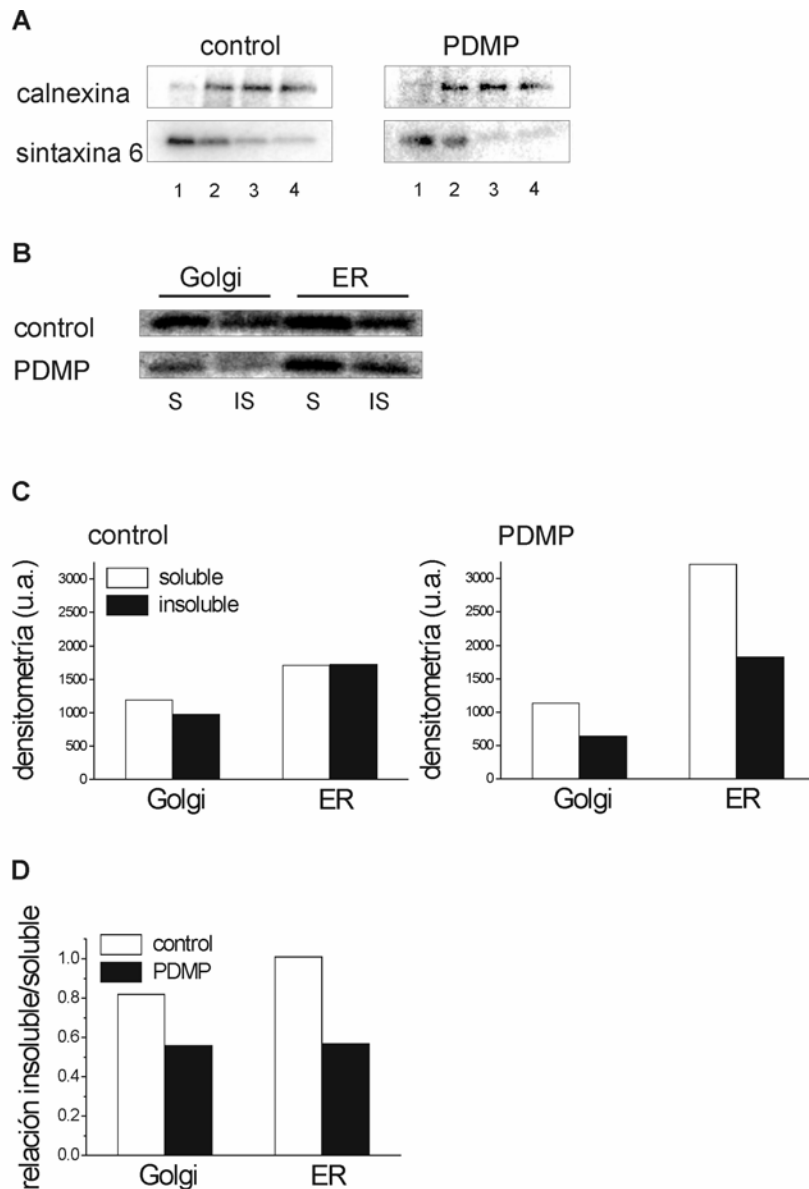 A
control PDMP
calnexina
sintaxina 6
1 2 3 4 1 2 3 4
B
Golgi ER
control
PDMP
S IS S IS
C
control PDMP
densitometría (u.a.)
3000
2500
2000
1500
1000
500
0
soluble
insoluble
Golgi ER
densitometría (u.a.)
3000
2500
2000
1500
1000
500
0
Golgi ER
D
relación insoluble/soluble
1.0
0.8
0.6
0.4
0.2
0.0
control
PDMP
Golgi ER